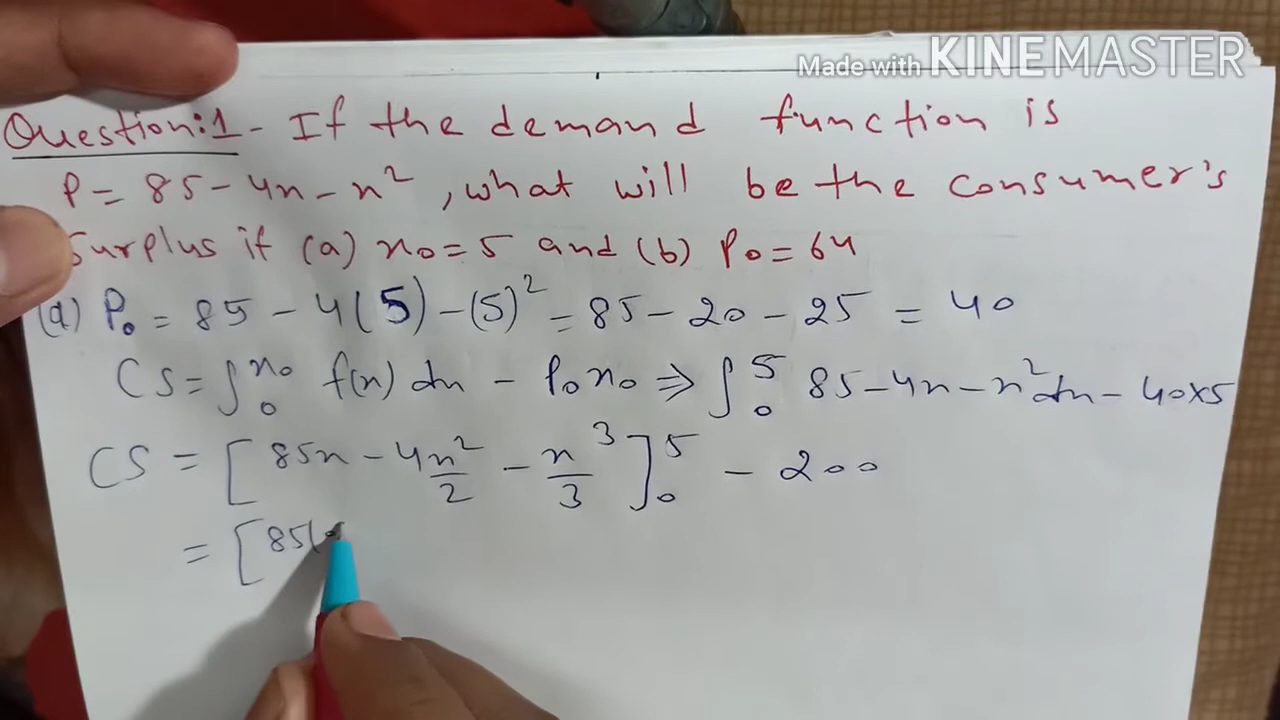 Made with KINEMASTER
Question:1 - If the demand function is
P = 85 - 4x - x², what will be the consumer's
Surplus if (a) x₀ = 5 and (b) P₀ = 64
(a) P₀ = 85 - 4(5) - (5)² = 85 - 20 - 25 = 40
CS = ∫₀^x₀ f(x) dx - P₀x₀ ⇒ ∫₀^5 85 - 4x - x² dx - 40×5
CS = [85x - 4x²/2 - x³/3]₀^5 - 200
= [85(